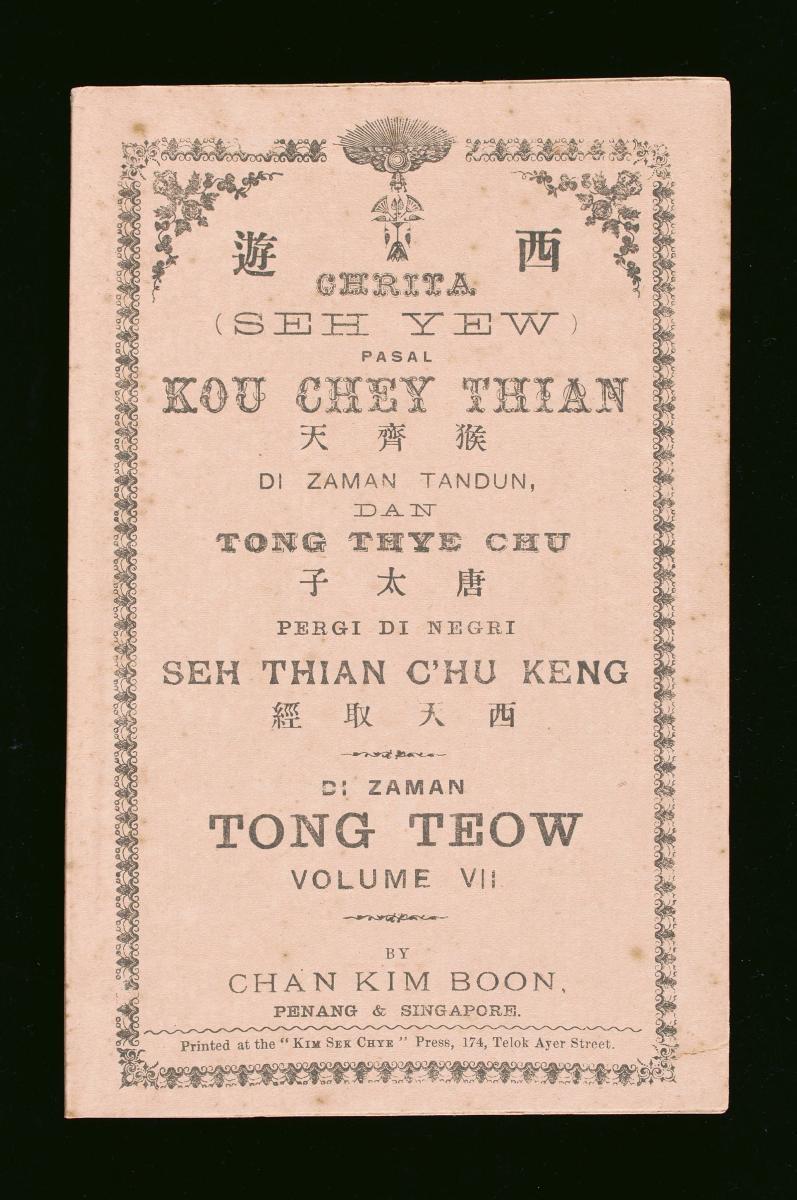 西 遊
CHRITA
(SEH YEW)
PASAL
KOU CHEY THIAN
猴 齊 天
DI ZAMAN TANDUN,
DAN
TONG THYE CHU
唐 太 子
PERGI DI NEGRI
SEH THIAN C'HU KENG
西 天 取 經
DI ZAMAN
TONG TEOW
VOLUME VII
BY
CHAN KIM BOON,
PENANG & SINGAPORE.
Printed at the "KIM SEK CHYE" Press, 174, Telok Ayer Street.